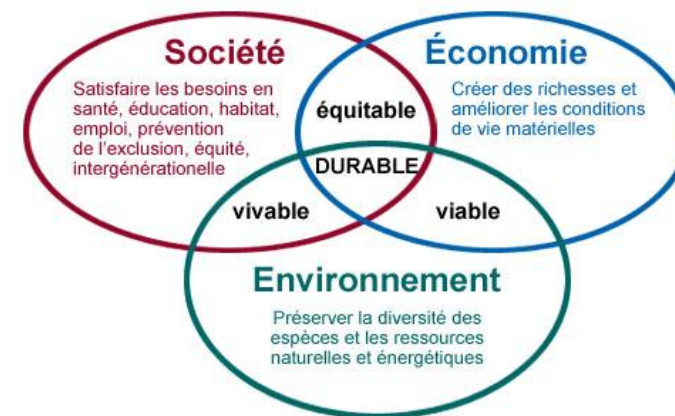 Société
Satisfaire les besoins en
santé, éducation, habitat,
emploi, prévention
de l'exclusion, équité,
intergénérationelle
Économie
Créer des richesses et
améliorer les conditions
de vie matérielles
équitable
DURABLE
vivable
viable
Environnement
Préserver la diversité des
espèces et les ressources
naturelles et énergétiques